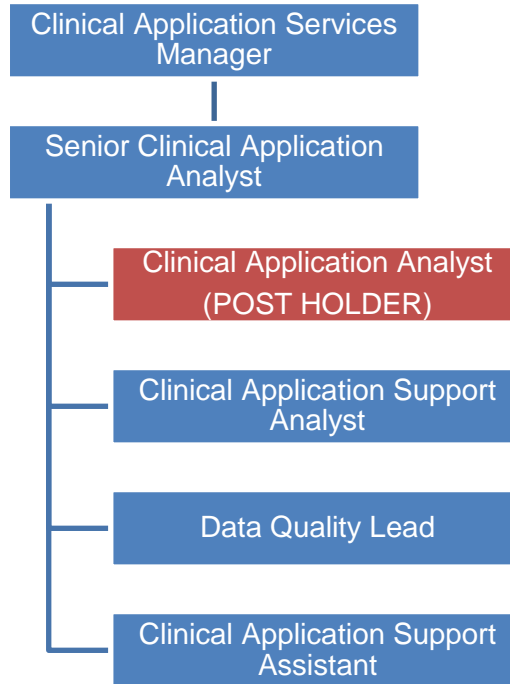 Clinical Application Services
Manager
Senior Clinical Application
Analyst
Clinical Application Analyst
(POST HOLDER)
Clinical Application Support
Analyst
Data Quality Lead
Clinical Application Support
Assistant